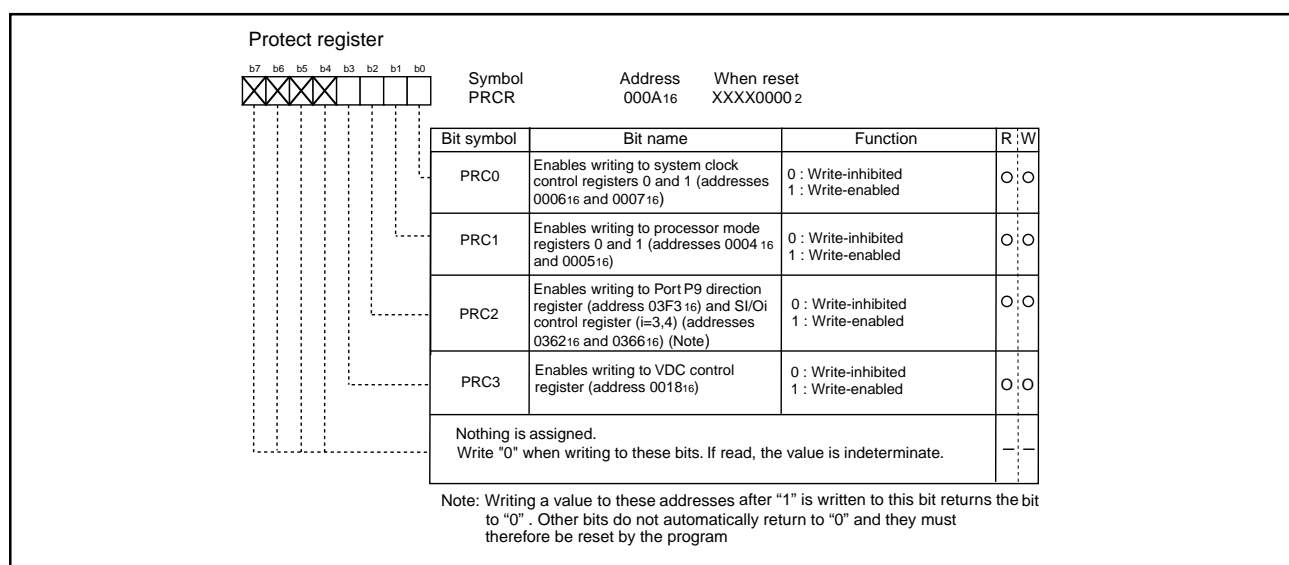 Protect register
b7 b6 b5 b4 b3 b2 b1 b0
Symbol Address When reset
PRCR 000A16 XXXX0000 2
Bit symbol Bit name Function R W
PRC0
Enables writing to system clock
control registers 0 and 1 (addresses
000616 and 000716)
0 : Write-inhibited
1 : Write-enabled
O O
PRC1
Enables writing to processor mode
registers 0 and 1 (addresses 0004 16
and 000516)
0 : Write-inhibited
1 : Write-enabled
O O
PRC2
Enables writing to Port P9 direction
register (address 03F3 16) and SI/Oi
control register (i=3,4) (addresses
036216 and 036616) (Note)
0 : Write-inhibited
1 : Write-enabled
O O
PRC3
Enables writing to VDC control
register (address 001816)
0 : Write-inhibited
1 : Write-enabled
O O
Nothing is assigned.
Write "0" when writing to these bits. If read, the value is indeterminate.
– –
Note: Writing a value to these addresses after “1” is written to this bit returns the bit
to “0” . Other bits do not automatically return to “0” and they must
therefore be reset by the program